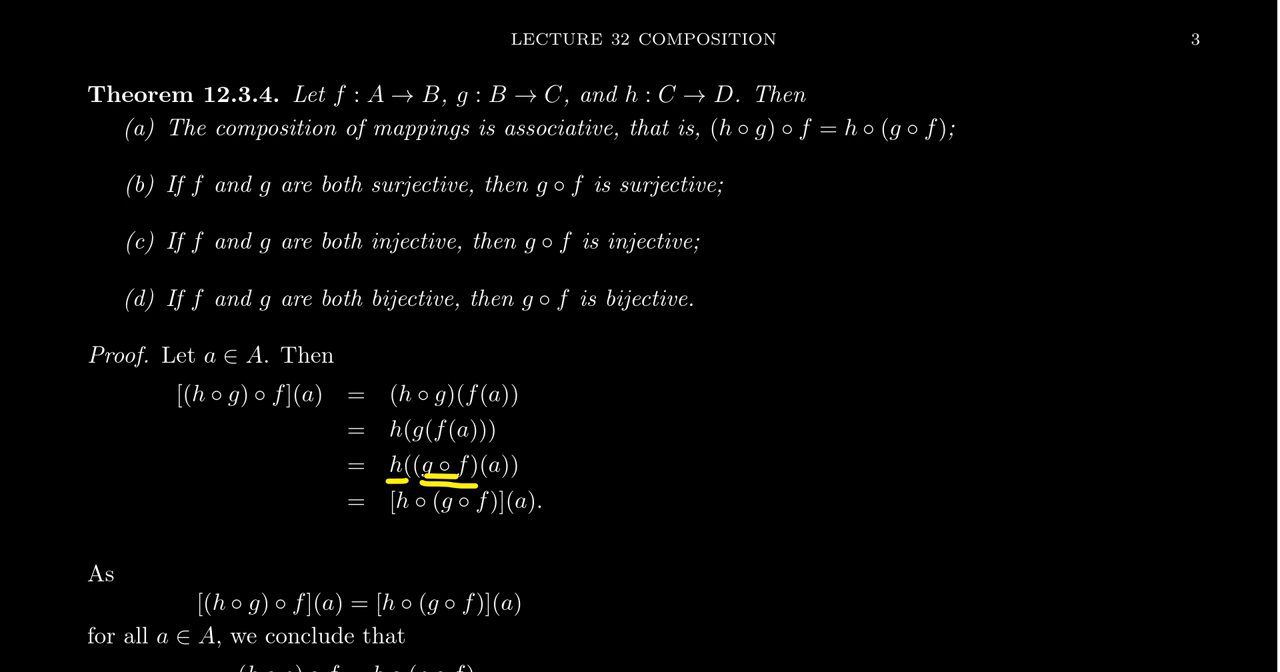 LECTURE 32 COMPOSITION 3
Theorem 12.3.4. Let f : A → B, g : B → C, and h : C → D. Then
(a) The composition of mappings is associative, that is, (h ∘ g) ∘ f = h ∘ (g ∘ f);
(b) If f and g are both surjective, then g ∘ f is surjective;
(c) If f and g are both injective, then g ∘ f is injective;
(d) If f and g are both bijective, then g ∘ f is bijective.
Proof. Let a ∈ A. Then
[(h ∘ g) ∘ f](a) = (h ∘ g)(f(a))
= h(g(f(a)))
= h((g ∘ f)(a))
= [h ∘ (g ∘ f)](a).
As
[(h ∘ g) ∘ f](a) = [h ∘ (g ∘ f)](a)
for all a ∈ A, we conclude that